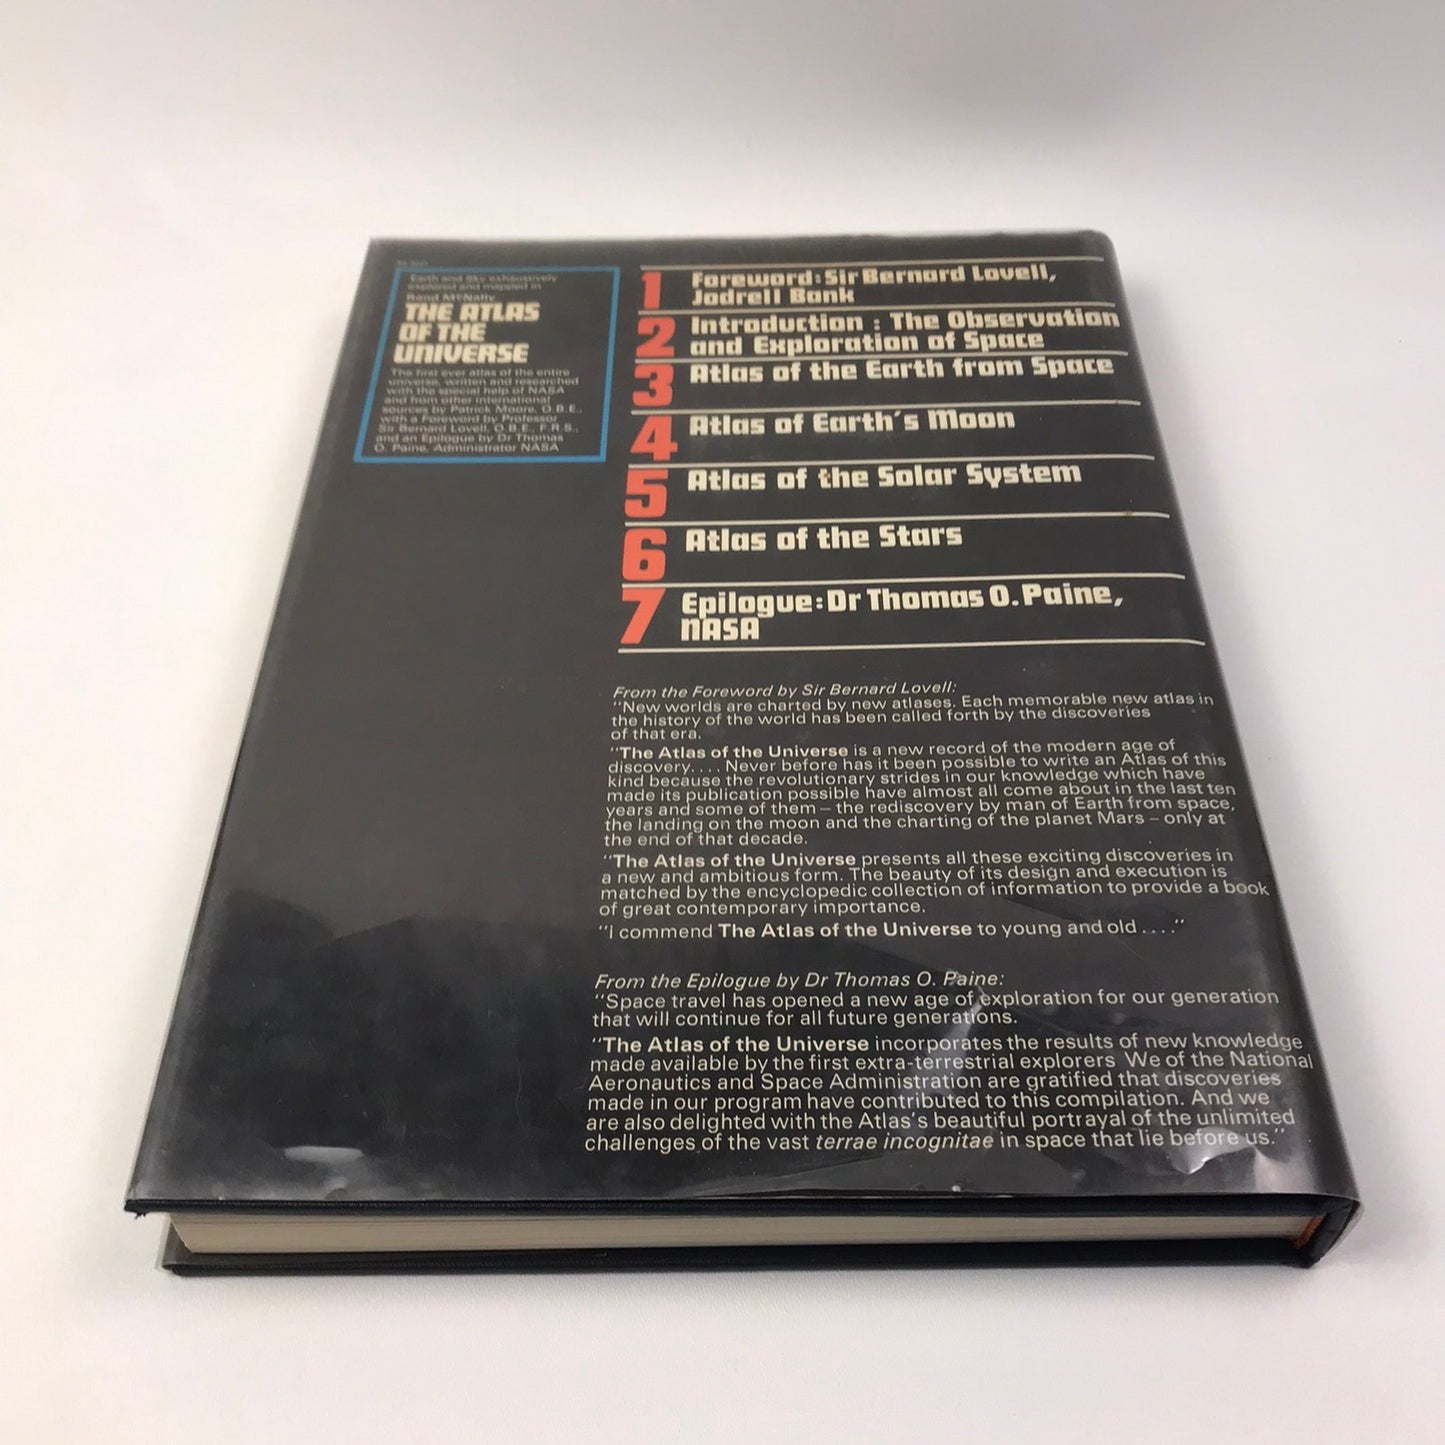 Earth and Sky exhaustively
explored and mapped in
Rand McNally
THE ATLAS
OF THE
UNIVERSE
The first ever atlas of the entire
universe, written and researched
with the special help of NASA
and from other international
sources by Patrick Moore, O.B.E.,
with a Foreword by Professor
Sir Bernard Lovell, O.B.E., F.R.S.,
and an Epilogue by Dr Thomas
O. Paine, Administrator NASA
1 Foreword: Sir Bernard Lovell,
Jodrell Bank
2 Introduction : The Observation
and Exploration of Space
3 Atlas of the Earth from Space
4 Atlas of Earth's Moon
5 Atlas of the Solar System
6 Atlas of the Stars
7 Epilogue: Dr Thomas O. Paine,
NASA
From the Foreword by Sir Bernard Lovell:
"New worlds are charted by new atlases. Each memorable new atlas in
the history of the world has been called forth by the discoveries
of that era.
"The Atlas of the Universe is a new record of the modern age of
discovery.... Never before has it been possible to write an Atlas of this
kind because the revolutionary strides in our knowledge which have
made its publication possible have almost all come about in the last ten
years and some of them – the rediscovery by man of Earth from space,
the landing on the moon and the charting of the planet Mars – only at
the end of that decade.
"The Atlas of the Universe presents all these exciting discoveries in
a new and ambitious form. The beauty of its design and execution is
matched by the encyclopedic collection of information to provide a book
of great contemporary importance.
"I commend The Atlas of the Universe to young and old ...."
From the Epilogue by Dr Thomas O. Paine:
"Space travel has opened a new age of exploration for our generation
that will continue for all future generations.
"The Atlas of the Universe incorporates the results of new knowledge
made available by the first extra-terrestrial explorers We of the National
Aeronautics and Space Administration are gratified that discoveries
made in our program have contributed to this compilation. And we
are also delighted with the Atlas's beautiful portrayal of the unlimited
challenges of the vast terrae incognitae in space that lie before us."